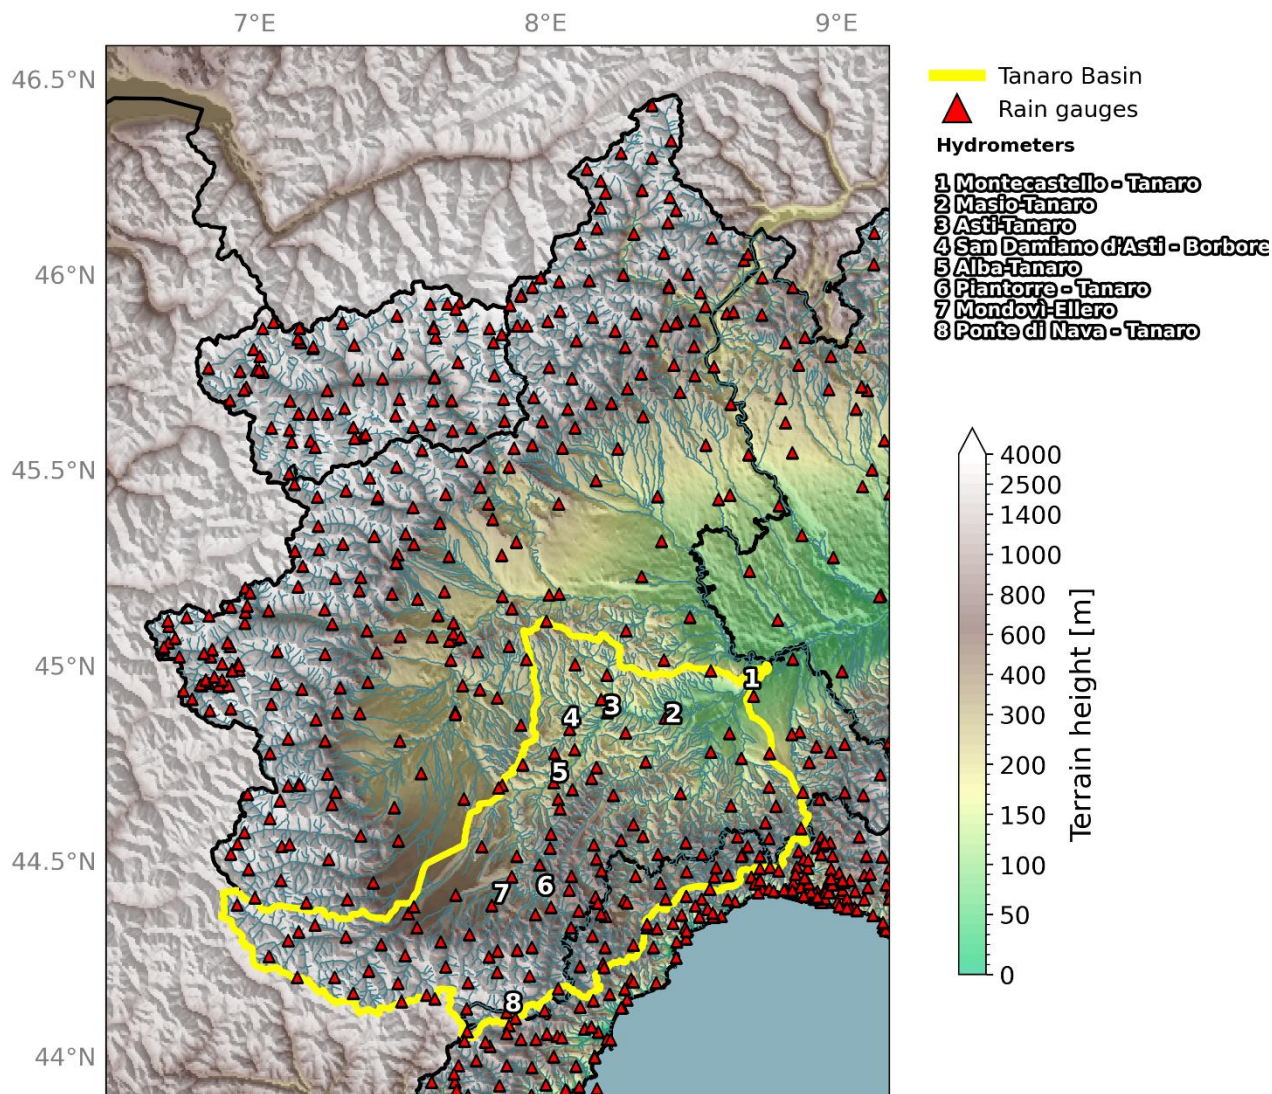 7°E 8°E 9°E
46.5°N
46°N
45.5°N
45°N
44.5°N
44°N
Tanaro Basin
Rain gauges
Hydrometers
1 Montecastello - Tanaro
2 Masio-Tanaro
3 Asti-Tanaro
4 San Damiano d'Asti - Borbore
5 Alba-Tanaro
6 Piantorre - Tanaro
7 Mondovì-Ellero
8 Ponte di Nava - Tanaro
1
2
3
4
5
6
7
8
4000
2500
1400
1000
800
600
400
300
200
150
100
50
0
Terrain height [m]